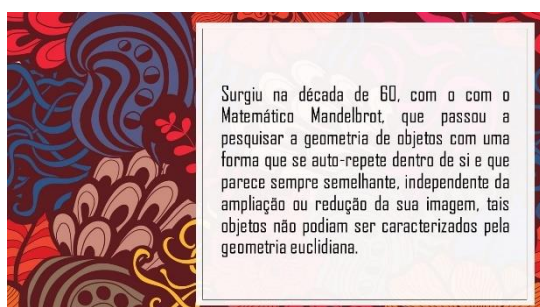 Surgiu na década de 60, com o com o
Matemático Mandelbrot, que passou a
pesquisar a geometria de objetos com uma
forma que se auto-repete dentro de si e que
parece sempre semelhante, independente da
ampliação ou redução da sua imagem, tais
objetos não podiam ser caracterizados pela
geometria euclidiana.